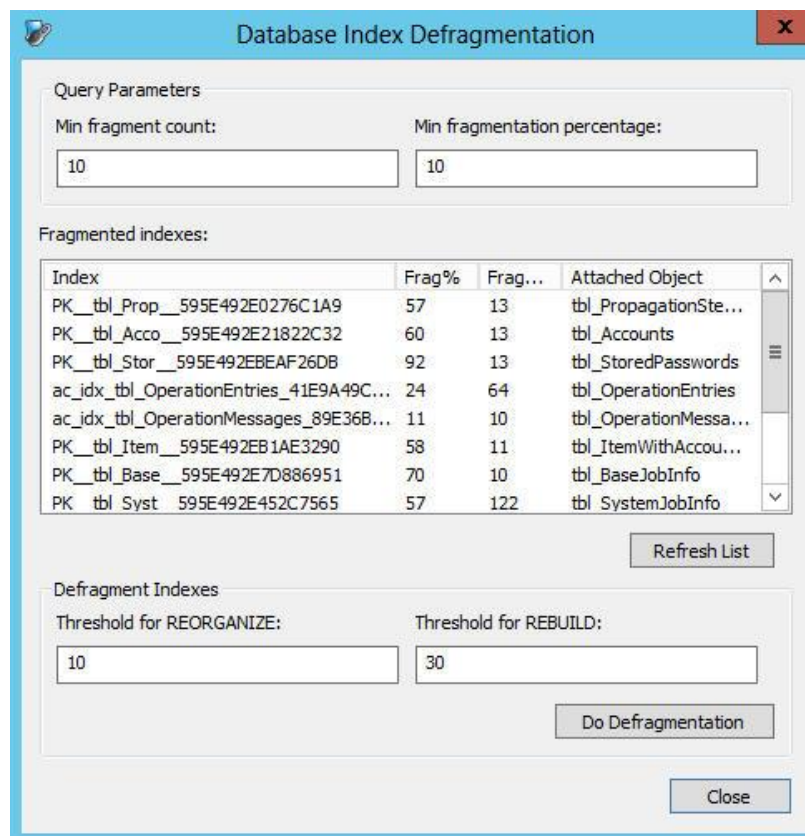 Database Index Defragmentation
x
Query Parameters
Min fragment count: Min fragmentation percentage:
10 10
Fragmented indexes:
Index Frag% Frag... Attached Object
PK__tbl_Prop__595E492E0276C1A9 57 13 tbl_PropagationSte...
PK__tbl_Acco__595E492E21822C32 60 13 tbl_Accounts
PK__tbl_Stor__595E492EBEAF26DB 92 13 tbl_StoredPasswords
ac_idx_tbl_OperationEntries_41E9A49C... 24 64 tbl_OperationEntries
ac_idx_tbl_OperationMessages_89E36B... 11 10 tbl_OperationMessa...
PK__tbl_Item__595E492EB1AE3290 58 11 tbl_ItemWithAccou...
PK__tbl_Base__595E492E7D886951 70 10 tbl_BaseJobInfo
PK__tbl_Syst__595E492E452C7565 57 122 tbl_SystemJobInfo
Refresh List
Defragment Indexes
Threshold for REORGANIZE: Threshold for REBUILD:
10 30
Do Defragmentation
Close